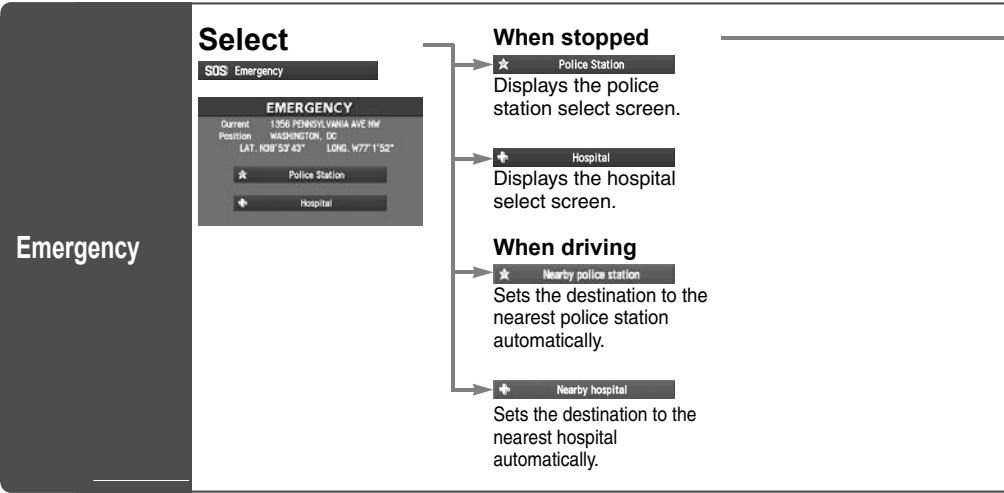 Emergency
Select
SOS Emergency
EMERGENCY
Current 1356 PENNSYLVANIA AVE NW
Position WASHINGTON, DC
LAT. N38°53'43" LONG. W77°1'52"
Police Station
Hospital
When stopped
Police Station
Displays the police
station select screen.
Hospital
Displays the hospital
select screen.
When driving
Nearby police station
Sets the destination to the
nearest police station
automatically.
Nearby hospital
Sets the destination to the
nearest hospital
automatically.